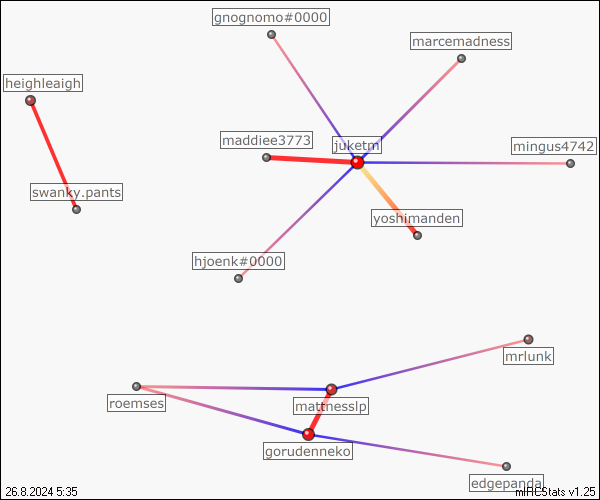 gnognomo#0000
marcemadness
heighleaigh
maddiee3773
juketm
mingus4742
swanky.pants
yoshimanden
hjoenk#0000
mrlunk
roemses
mattnesslp
gorudenneko
edgepanda
26.8.2024 5:35
mIRCStats v1.25